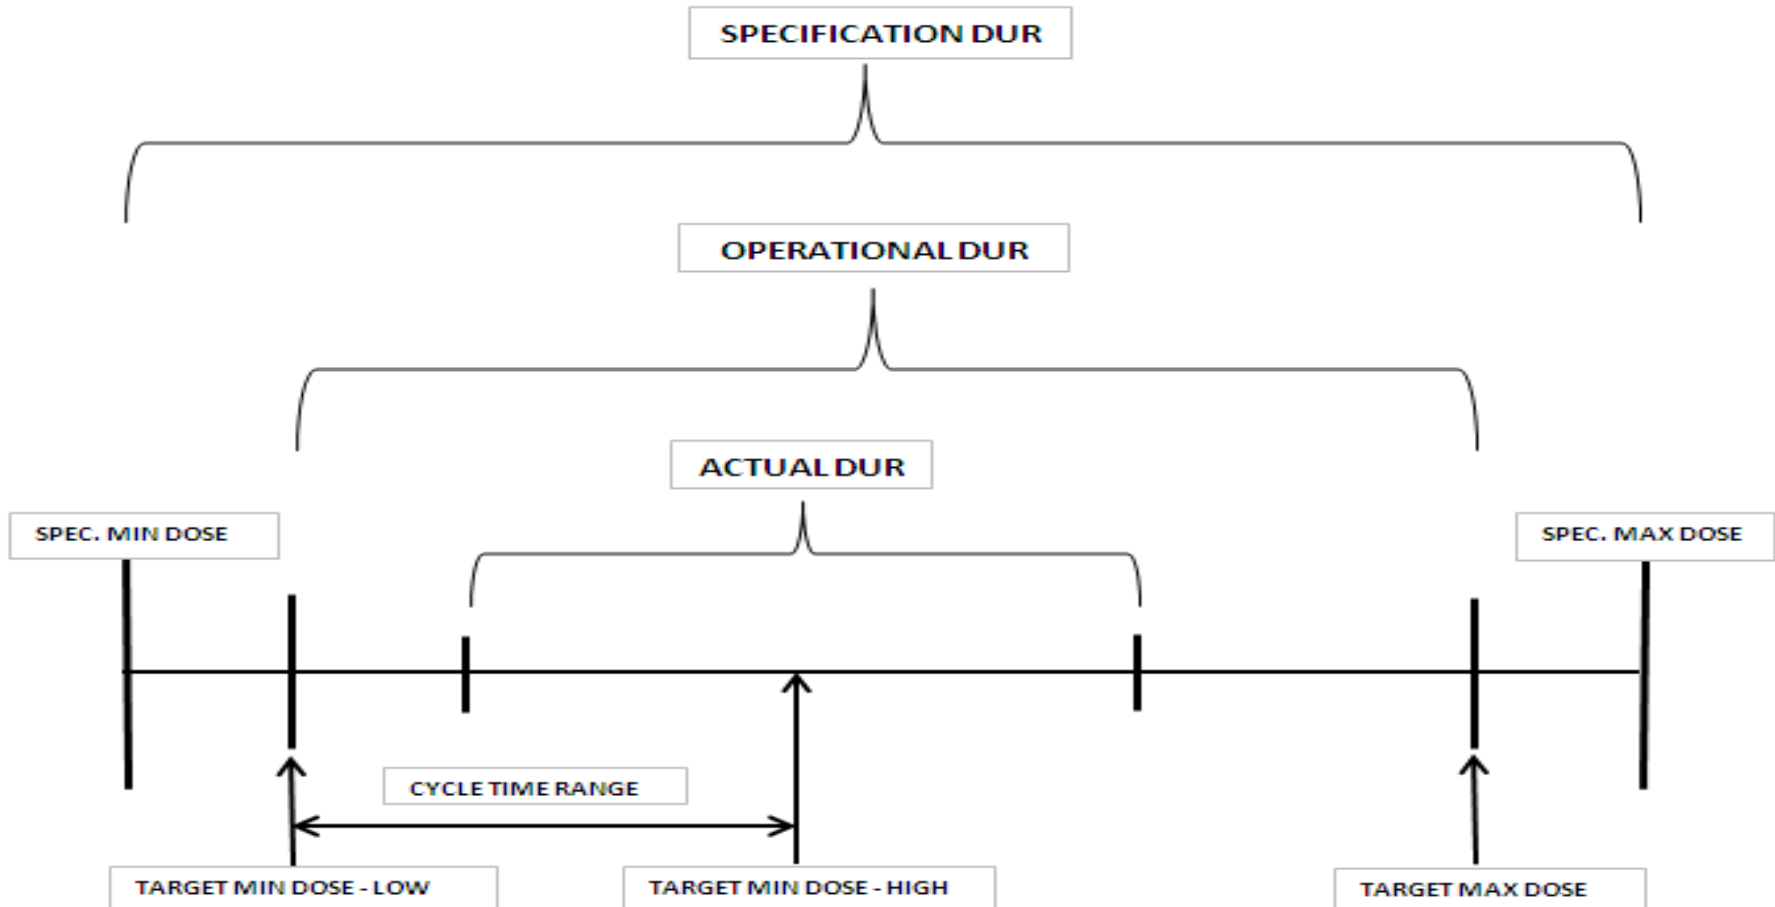 SPECIFICATION DUR
OPERATIONAL DUR
ACTUAL DUR
SPEC. MIN DOSE
SPEC. MAX DOSE
CYCLE TIME RANGE
TARGET MIN DOSE - LOW
TARGET MIN DOSE - HIGH
TARGET MAX DOSE